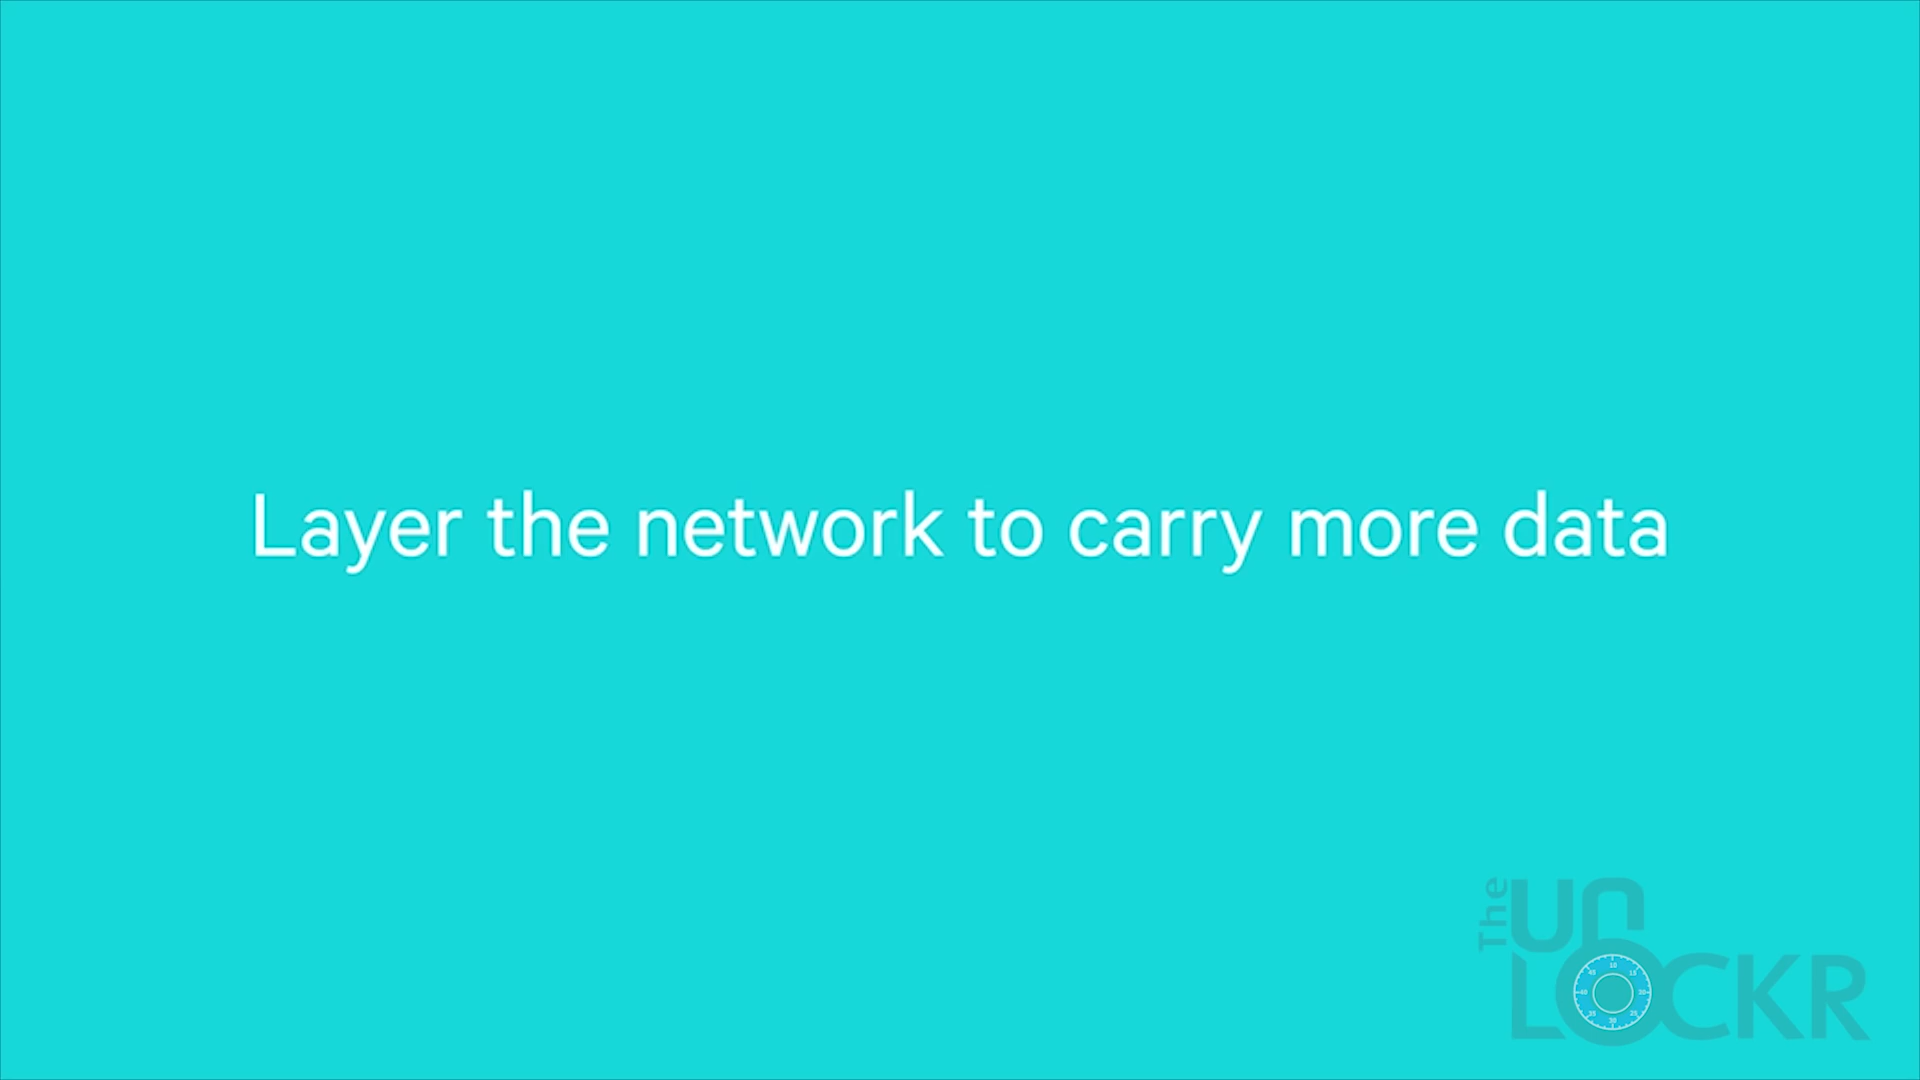 Layer the network to carry more data
The
un
LOCKR